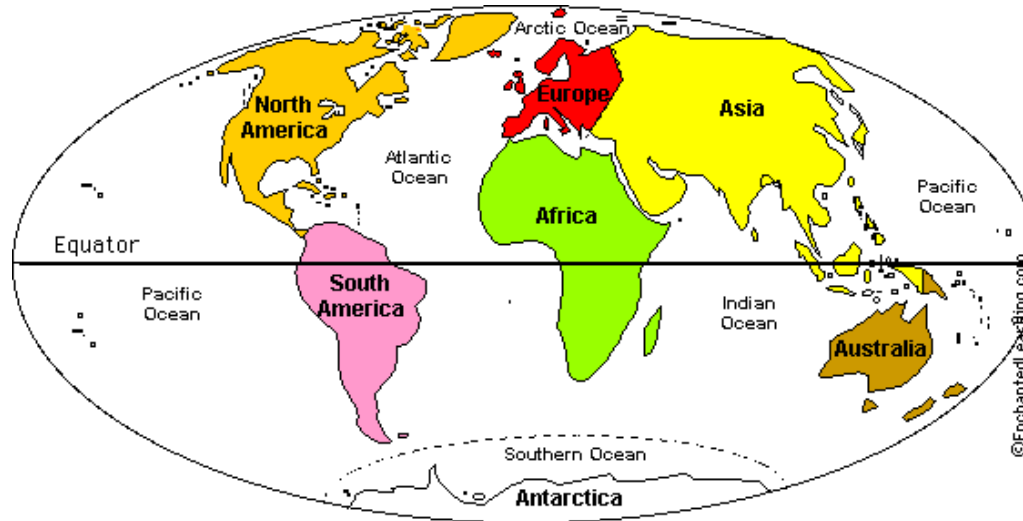 Arctic Ocean
North
America
Europe
Asia
Atlantic
Ocean
Pacific
Ocean
Africa
Equator
South
America
Pacific
Ocean
Indian
Ocean
Australia
©EnchantedLearning.com
Southern Ocean
Antarctica